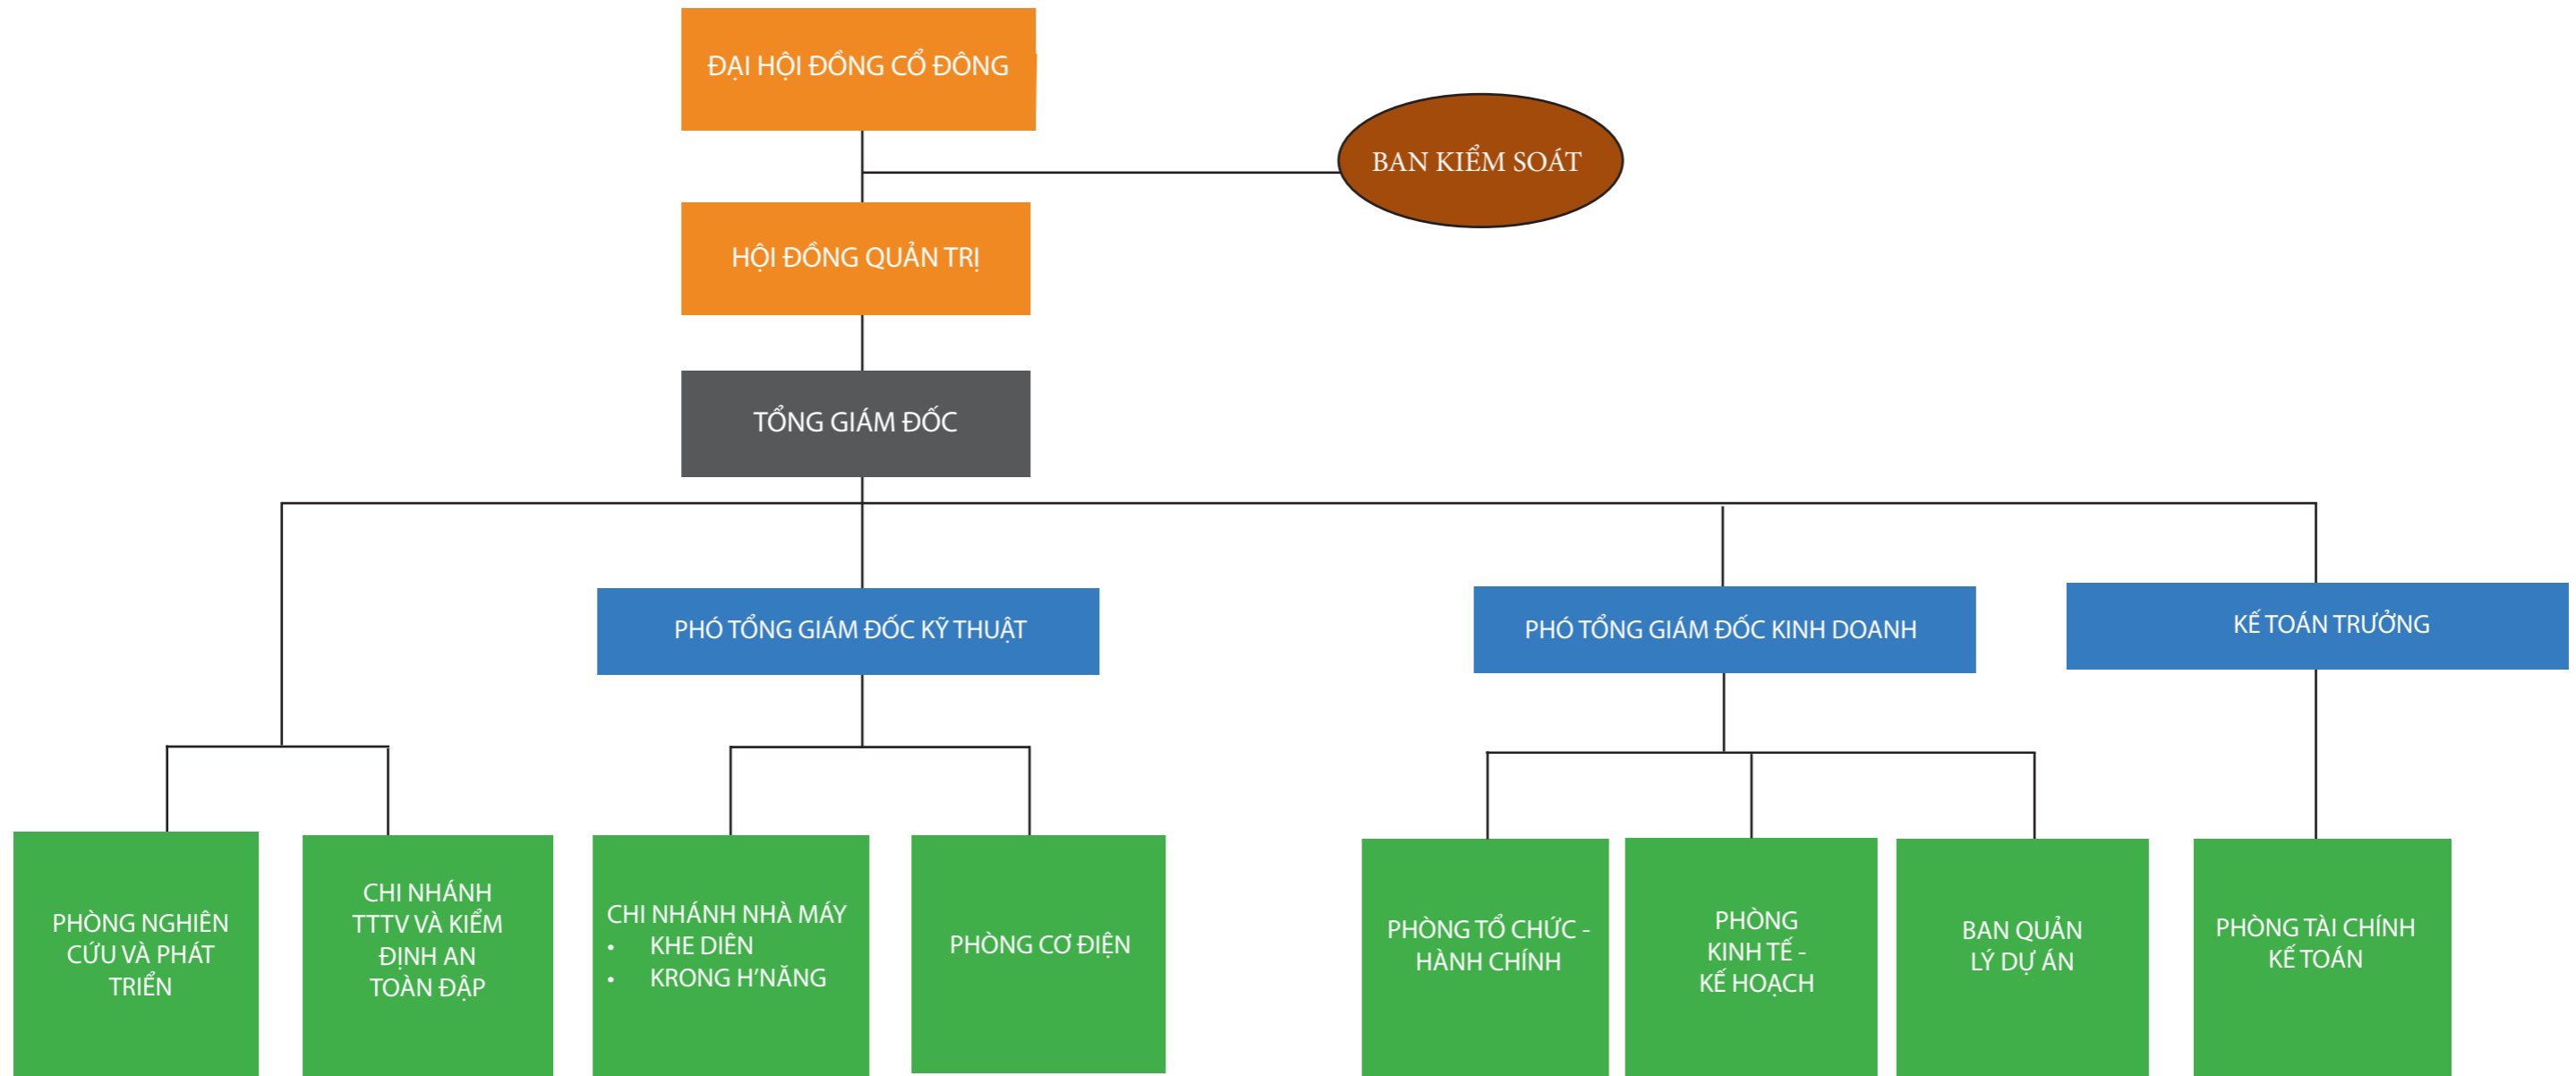 ĐẠI HỘI ĐỒNG CỔ ĐÔNG
BAN KIỂM SOÁT
HỘI ĐỒNG QUẢN TRỊ
TỔNG GIÁM ĐỐC
PHÓ TỔNG GIÁM ĐỐC KỸ THUẬT
PHÓ TỔNG GIÁM ĐỐC KINH DOANH
KẾ TOÁN TRƯỞNG
PHÒNG NGHIÊN
CỨU VÀ PHÁT
TRIỂN
CHI NHÁNH
TTTV VÀ KIỂM
ĐỊNH AN
TOÀN ĐẬP
CHI NHÁNH NHÀ MÁY
• KHE DIÊN
• KRONG H'NĂNG
PHÒNG CƠ ĐIỆN
PHÒNG TỔ CHỨC -
HÀNH CHÍNH
PHÒNG
KINH TẾ -
KẾ HOẠCH
BAN QUẢN
LÝ DỰ ÁN
PHÒNG TÀI CHÍNH
KẾ TOÁN